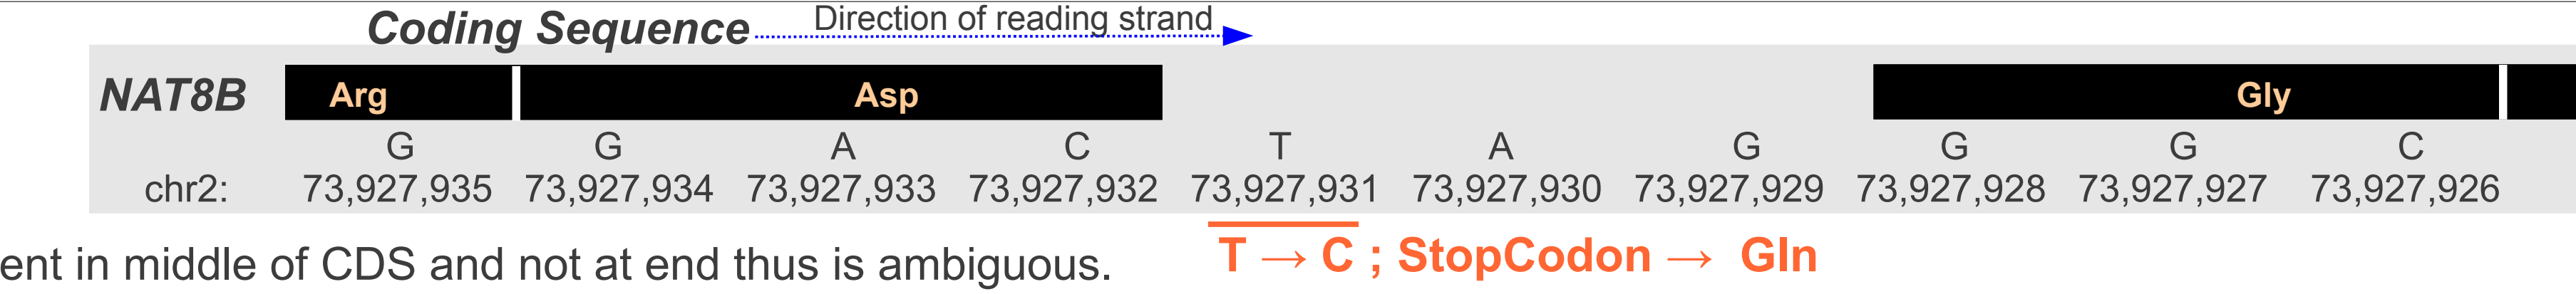 Coding Sequence Direction of reading strand
NAT8B Arg Asp Gly
G G A C T A G G G C
chr2: 73,927,935 73,927,934 73,927,933 73,927,932 73,927,931 73,927,930 73,927,929 73,927,928 73,927,927 73,927,926
ent in middle of CDS and not at end thus is ambiguous. T → C ; StopCodon → Gln